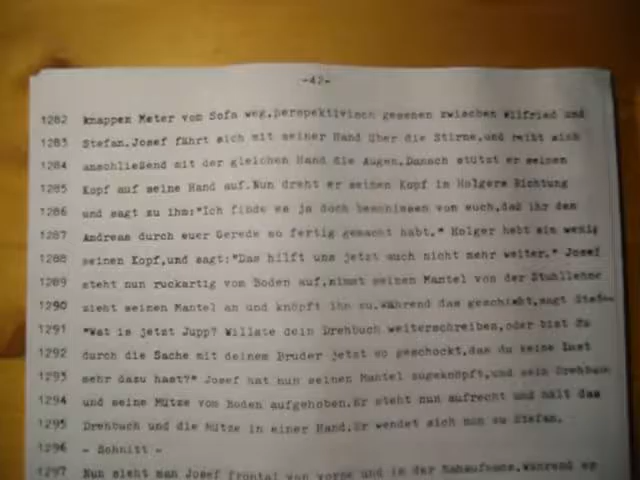 -42-
1282 knappen Meter vom Sofa weg,perspektivisch gesehen zwischen Wilfried und
1283 Stefan.Josef fährt sich mit seiner Hand über die Stirne,und reibt sich
1284 anschließend mit der gleichen Hand die Augen.Danach stützt er seinen
1285 Kopf auf seine Hand auf.Nun dreht er seinen Kopf in Holgers Richtung
1286 und sagt zu ihm:"Ich finde es ja doch beschissen von euch,daß ihr den
1287 Andreas durch euer Gerede so fertig gemacht habt." Holger hebt ein wenig
1288 seinen Kopf,und sagt:"Das hilft uns jetzt auch nicht mehr weiter." Josef
1289 steht nun ruckartig vom Boden auf,nimmt seinen Mantel von der Stuhllehne
1290 zieht seinen Mantel an und knöpft ihn zu.Während das geschieht,sagt Stefan
1291 "Wat is jetzt Jupp? Willste dein Drehbuch weiterschreiben,oder bist du
1292 durch die Sache mit deinem Bruder jetzt so geschockt,das du keine Lust
1293 mehr dazu hast?" Josef hat nun seinen Mantel zugeknöpft,und sein Drehbuch
1294 und seine Mütze vom Boden aufgehoben.Er steht nun aufrecht und hält das
1295 Drehbuch und die Mütze in einer Hand.Er wendet sich nun zu Stefan.
1296 - Schnitt -
1297 Nun sieht man Josef frontal von vorne und in der Nahaufnahme,während er